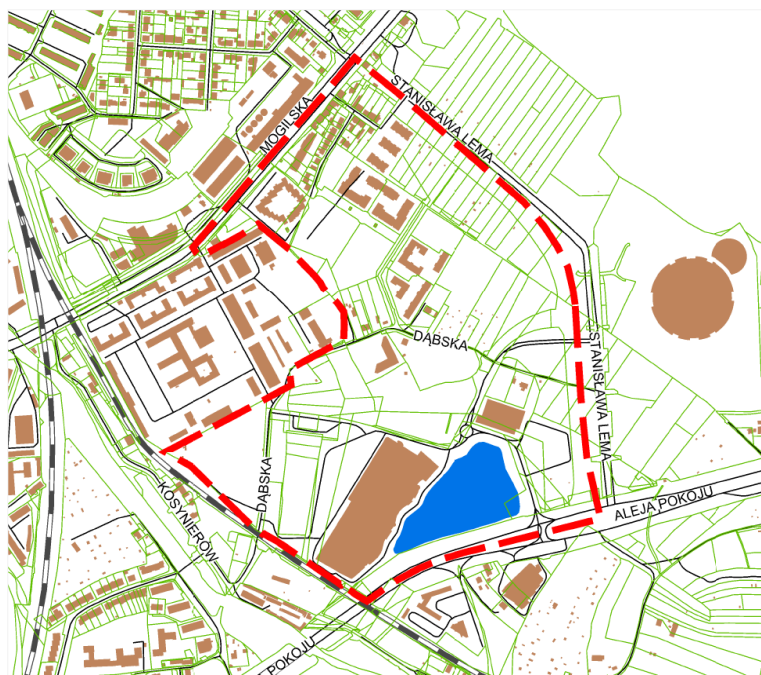 STANISŁAWA LEMA
MOGILSKA
DĄBSKA
STANISŁAWA LEMA
DĄBSKA
KOSYNIERÓW
ALEJA POKOJU
POKOJU